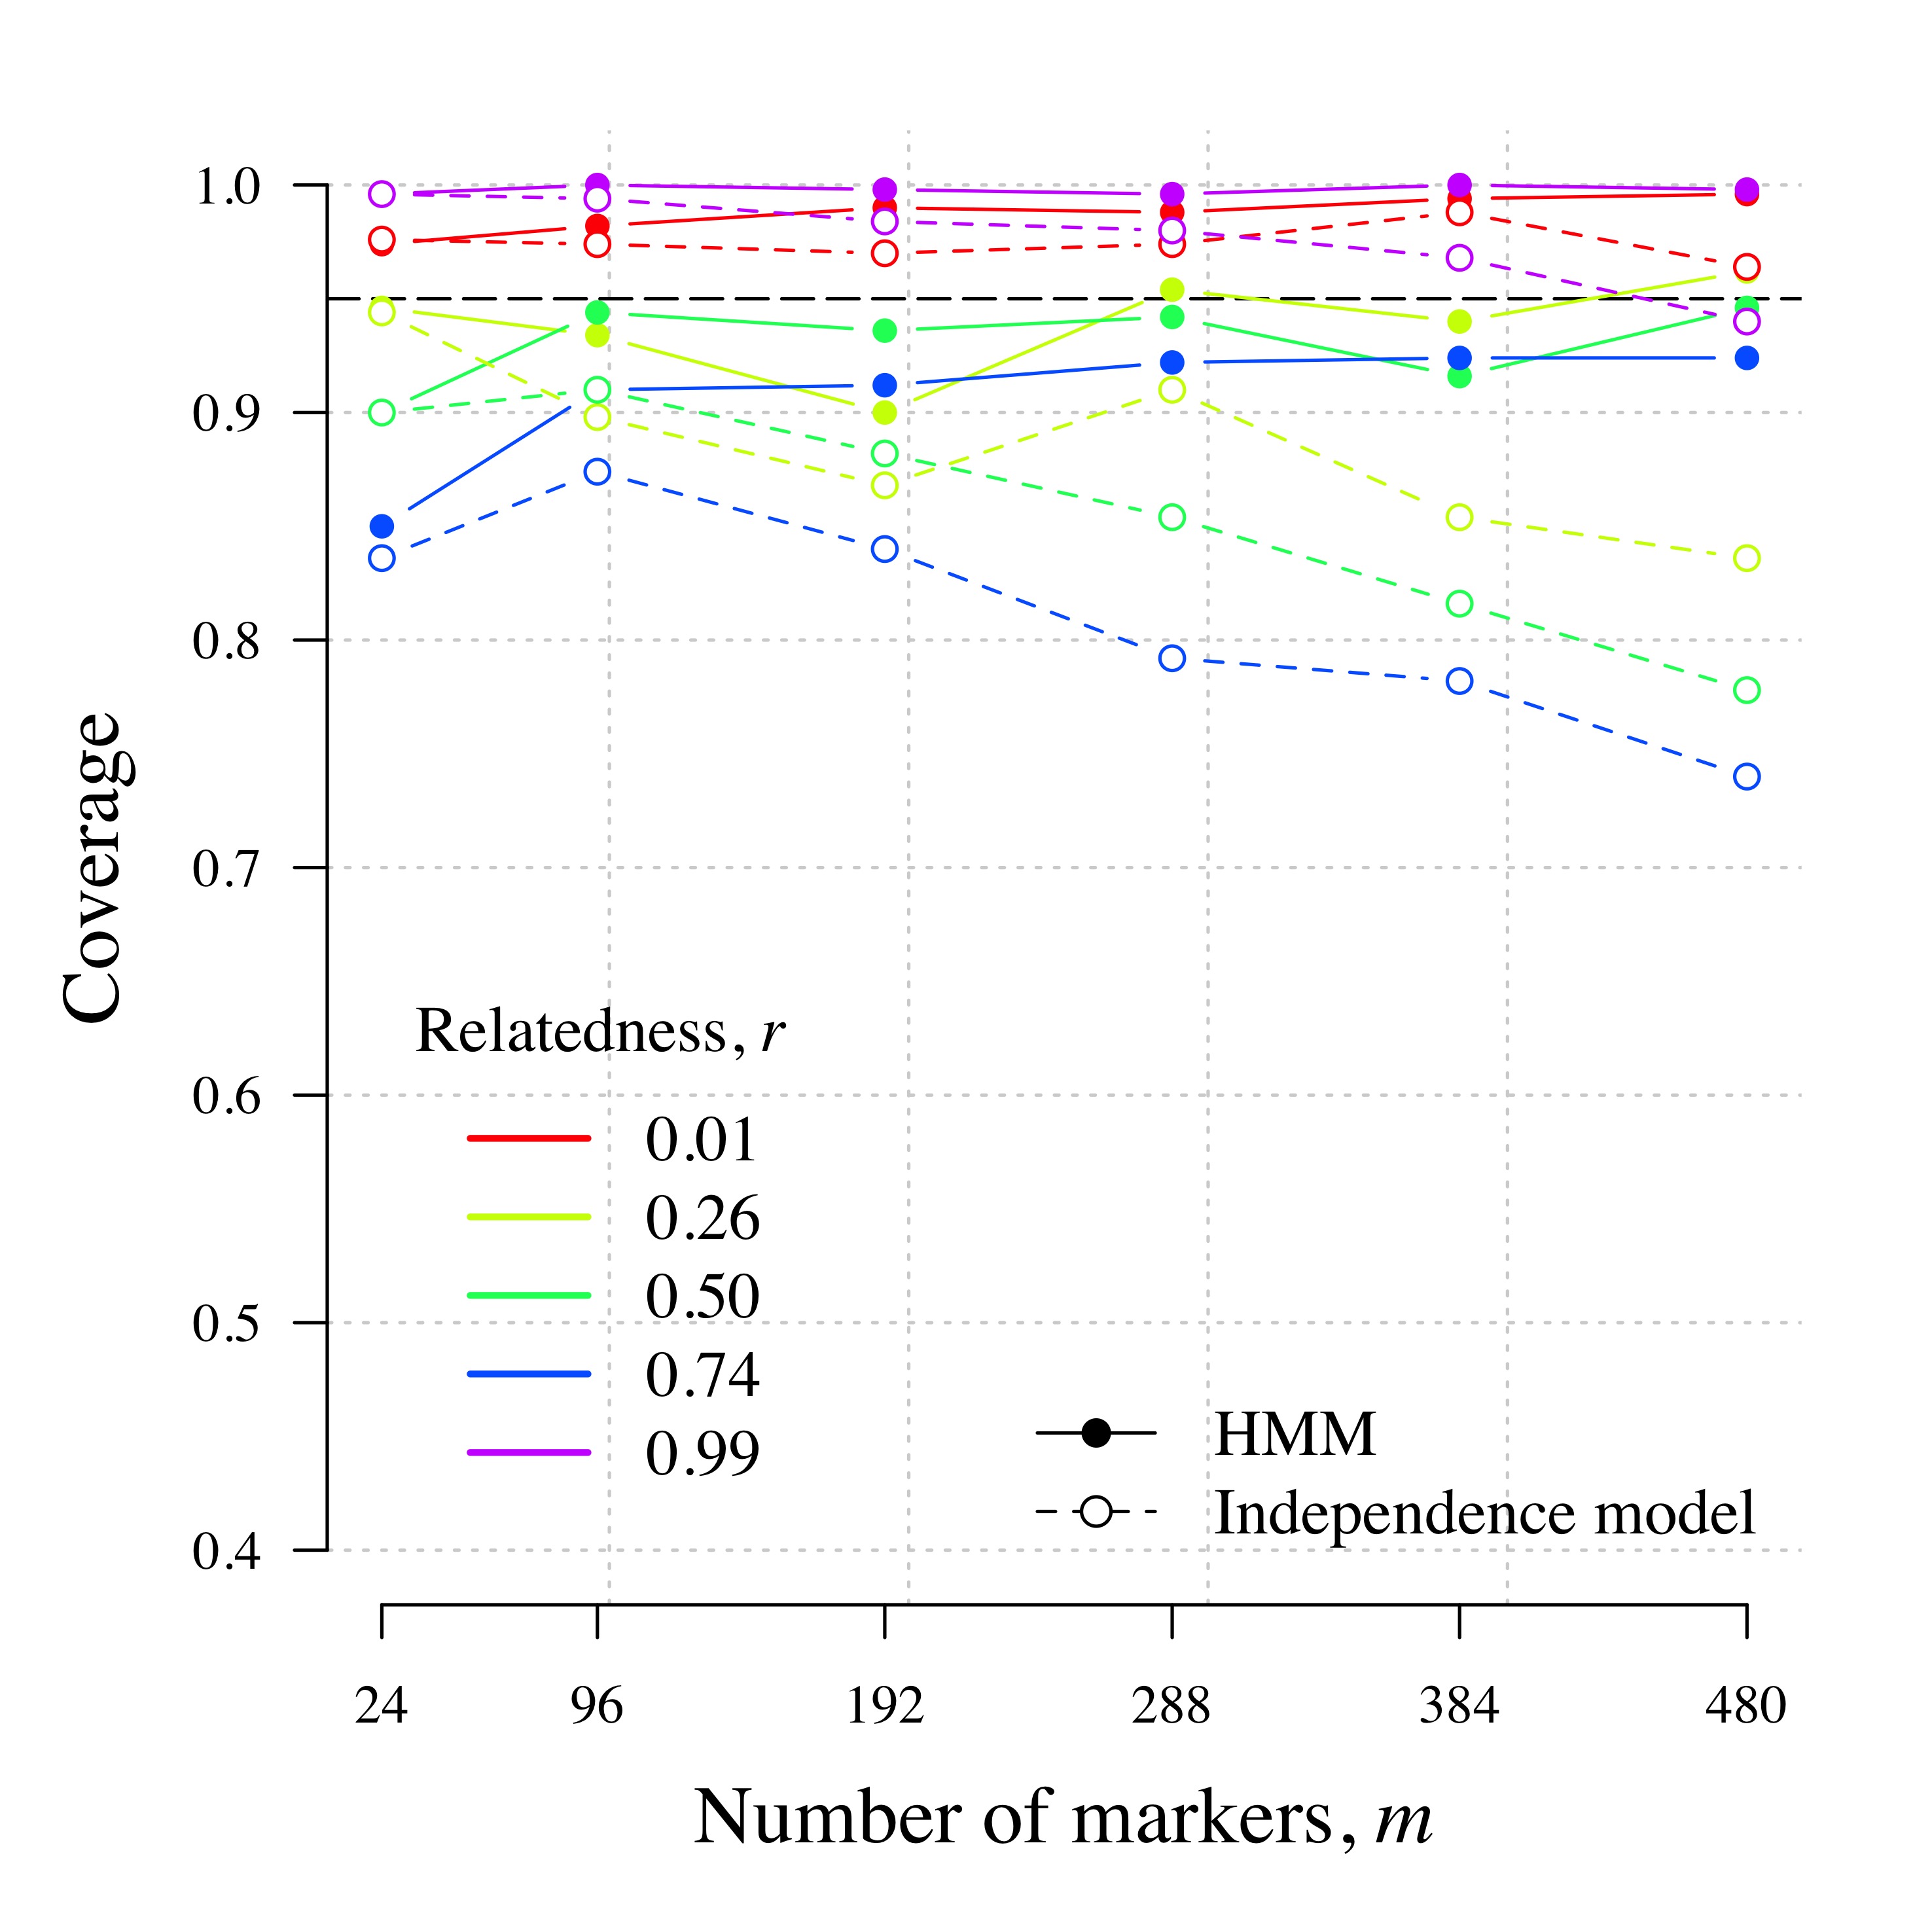 1.0
0.9
0.8
0.7
0.6
0.5
0.4
Coverage
Relatedness, r
0.01
0.26
0.50
0.74
0.99
HMM
Independence model
24 96 192 288 384 480
Number of markers, m